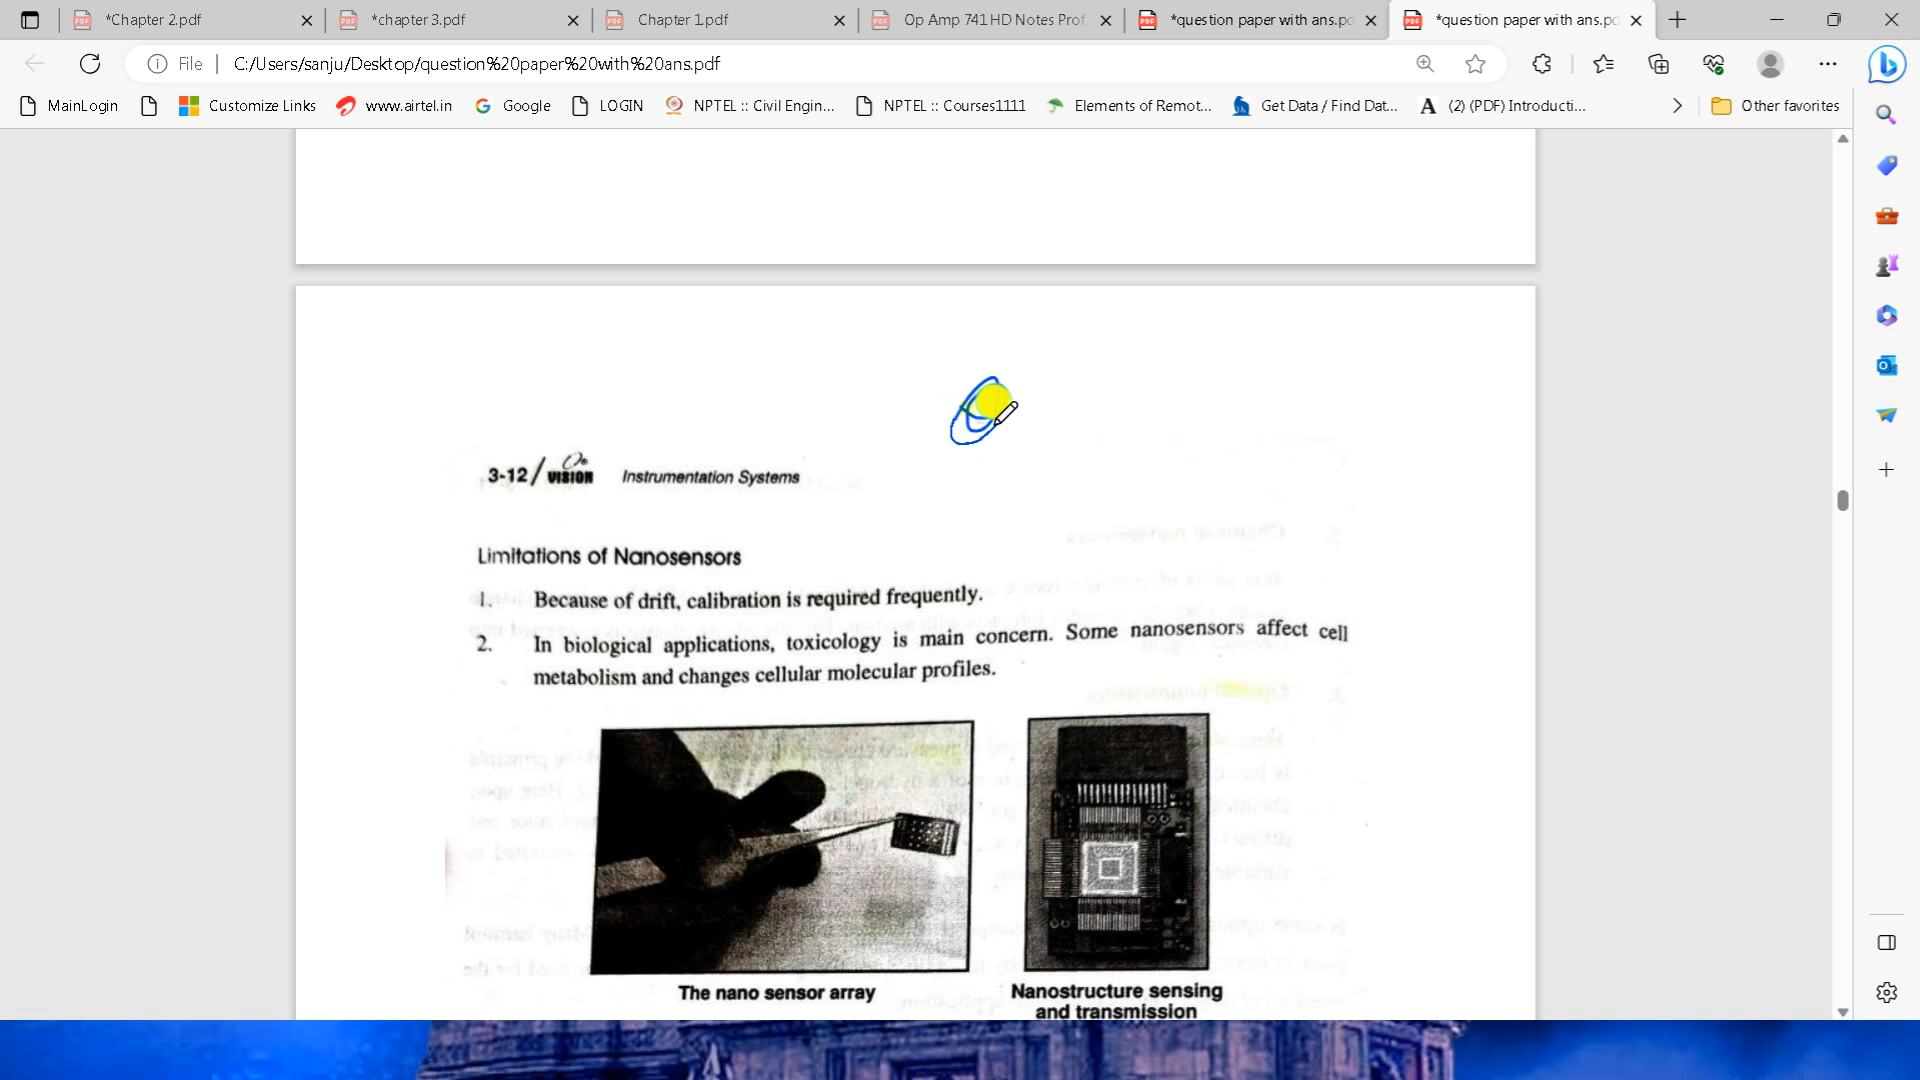 *Chapter 2.pdf
*chapter 3.pdf
Chapter 1.pdf
Op Amp 741 HD Notes Prof
*question paper with ans.pd
*question paper with ans.pd
File
C:/Users/sanju/Desktop/question%20paper%20with%20ans.pdf
MainLogin
Customize Links
www.airtel.in
Google
LOGIN
NPTEL :: Civil Engin...
NPTEL :: Courses1111
Elements of Remot...
Get Data / Find Dat...
(2) (PDF) Introducti...
Other favorites
3-12 / VISION Instrumentation Systems
Limitations of Nanosensors
1. Because of drift, calibration is required frequently.
2. In biological applications, toxicology is main concern. Some nanosensors affect cell
metabolism and changes cellular molecular profiles.
The nano sensor array
Nanostructure sensing
and transmission